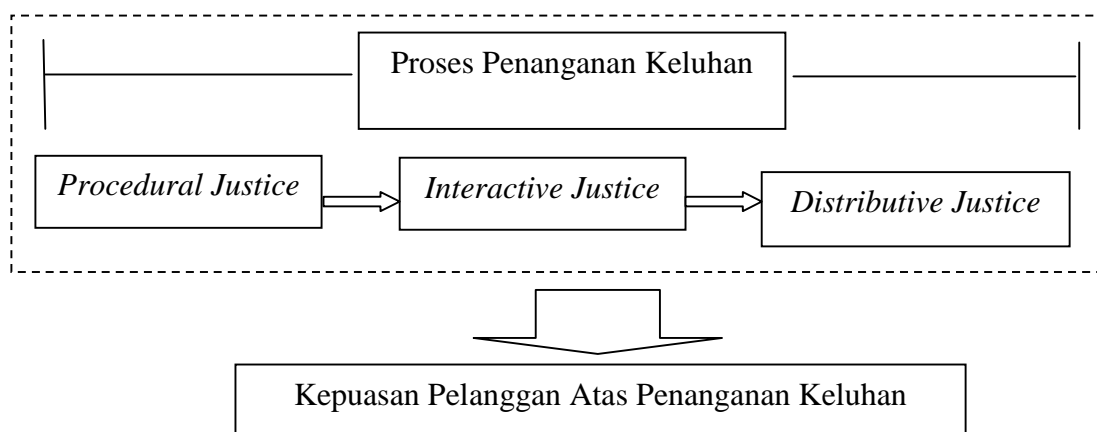 Proses Penanganan Keluhan
Procedural Justice
Interactive Justice
Distributive Justice
Kepuasan Pelanggan Atas Penanganan Keluhan